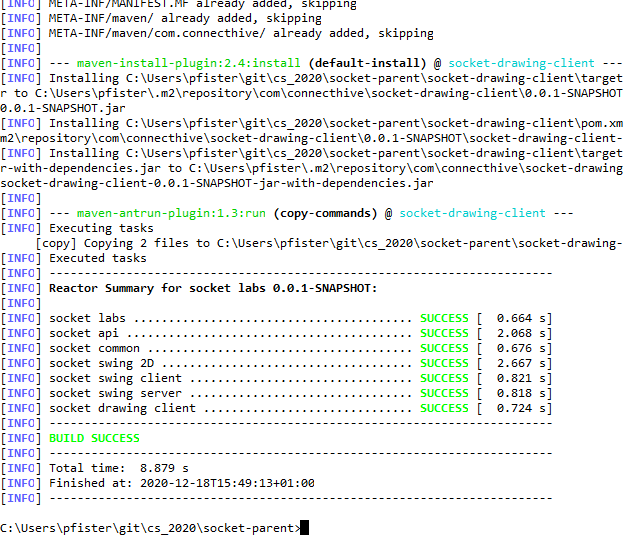 [INFO] META-INF/MANIFEST.MF already added, skipping
[INFO] META-INF/maven/ already added, skipping
[INFO] META-INF/maven/com.connecthive/ already added, skipping
[INFO]
[INFO] --- maven-install-plugin:2.4:install (default-install) @ socket-drawing-client ---
[INFO] Installing C:\Users\pfister\git\cs_2020\socket-parent\socket-drawing-client\target
r to C:\Users\pfister\.m2\repository\com\connecthive\socket-drawing-client\0.0.1-SNAPSHOT
0.0.1-SNAPSHOT.jar
[INFO] Installing C:\Users\pfister\git\cs_2020\socket-parent\socket-drawing-client\pom.xm
m2\repository\com\connecthive\socket-drawing-client\0.0.1-SNAPSHOT\socket-drawing-client-
[INFO] Installing C:\Users\pfister\git\cs_2020\socket-parent\socket-drawing-client\target
r-with-dependencies.jar to C:\Users\pfister\.m2\repository\com\connecthive\socket-drawing
socket-drawing-client-0.0.1-SNAPSHOT-jar-with-dependencies.jar
[INFO]
[INFO] --- maven-antrun-plugin:1.3:run (copy-commands) @ socket-drawing-client ---
[INFO] Executing tasks
     [copy] Copying 2 files to C:\Users\pfister\git\cs_2020\socket-parent\socket-drawing-
[INFO] Executed tasks
[INFO] ------------------------------------------------------------------------
[INFO] Reactor Summary for socket labs 0.0.1-SNAPSHOT:
[INFO]
[INFO] socket labs ........................................ SUCCESS [  0.664 s]
[INFO] socket api ......................................... SUCCESS [  2.068 s]
[INFO] socket common ...................................... SUCCESS [  0.676 s]
[INFO] socket swing 2D .................................... SUCCESS [  2.667 s]
[INFO] socket swing client ................................ SUCCESS [  0.821 s]
[INFO] socket swing server ................................ SUCCESS [  0.818 s]
[INFO] socket drawing client .............................. SUCCESS [  0.724 s]
[INFO] ------------------------------------------------------------------------
[INFO] BUILD SUCCESS
[INFO] ------------------------------------------------------------------------
[INFO] Total time:  8.879 s
[INFO] Finished at: 2020-12-18T15:49:13+01:00
[INFO] ------------------------------------------------------------------------
C:\Users\pfister\git\cs_2020\socket-parent>